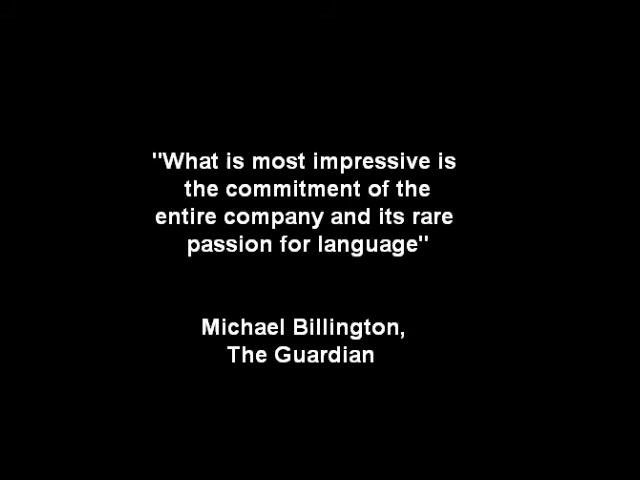 "What is most impressive is
the commitment of the
entire company and its rare
passion for language"
Michael Billington,
The Guardian